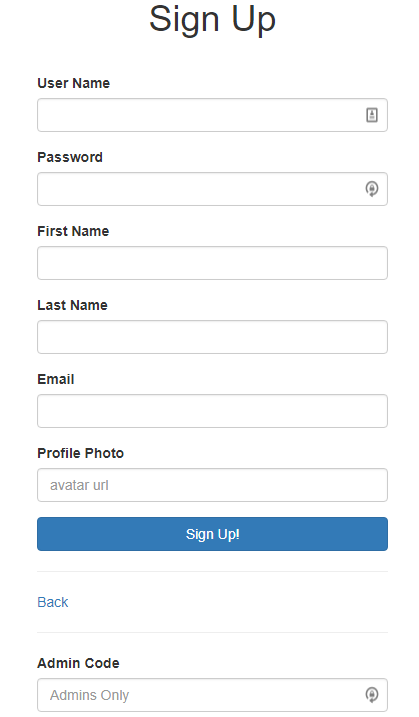 Sign Up
User Name
Password
First Name
Last Name
Email
Profile Photo
avatar url
Sign Up!
Back
Admin Code
Admins Only